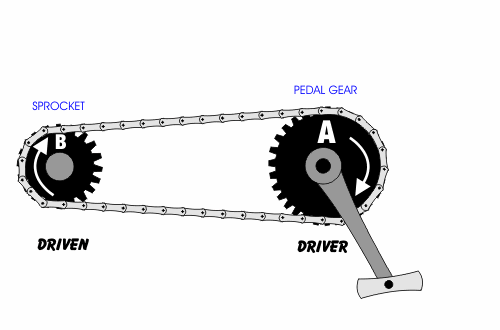 PEDAL GEAR
SPROCKET
B
A
DRIVEN
DRIVER